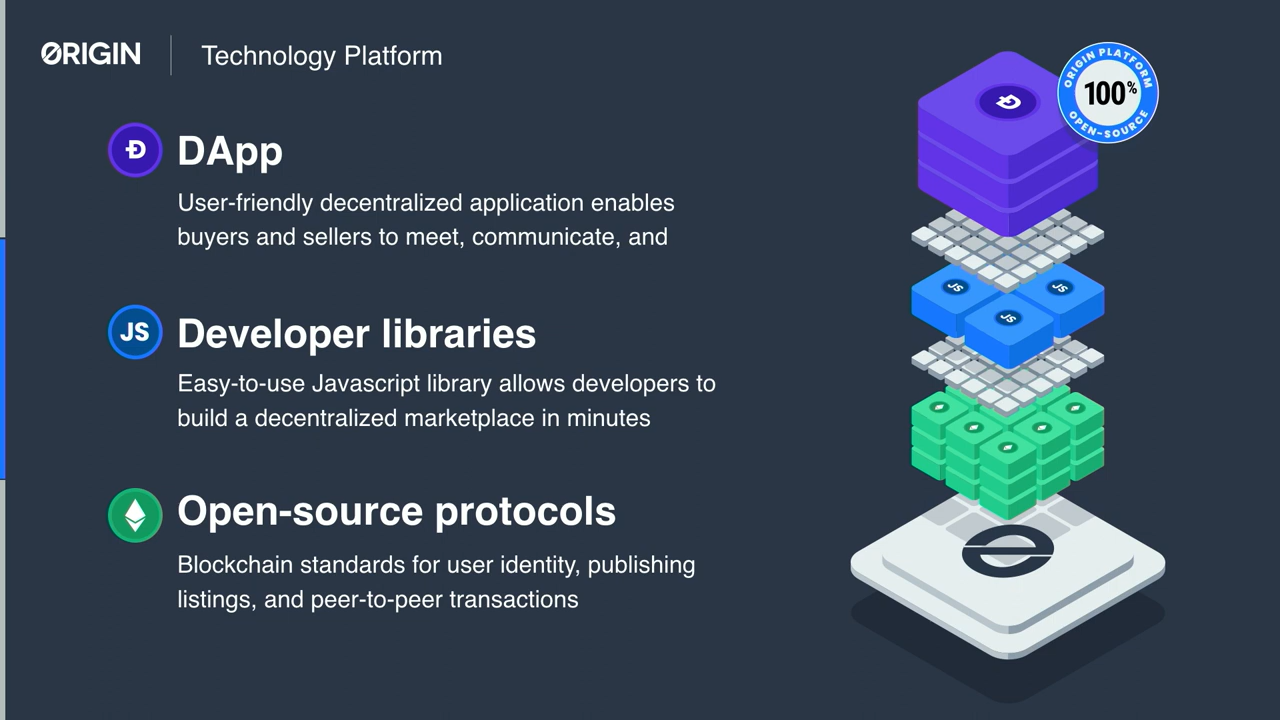 ORIGIN
Technology Platform
Đ
DApp
User-friendly decentralized application enables
buyers and sellers to meet, communicate, and
JS
Developer libraries
Easy-to-use Javascript library allows developers to
build a decentralized marketplace in minutes
Open-source protocols
Blockchain standards for user identity, publishing
listings, and peer-to-peer transactions
ORIGIN PLATFORM
100%
OPEN-SOURCE
Đ
JS
JS
JS